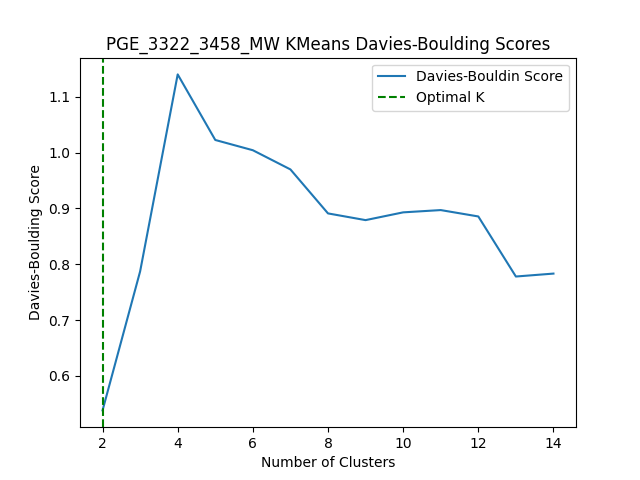 PGE_3322_3458_MW KMeans Davies-Boulding Scores
Davies-Bouldin Score
Optimal K
Davies-Boulding Score
1.1
1.0
0.9
0.8
0.7
0.6
2 4 6 8 10 12 14
Number of Clusters